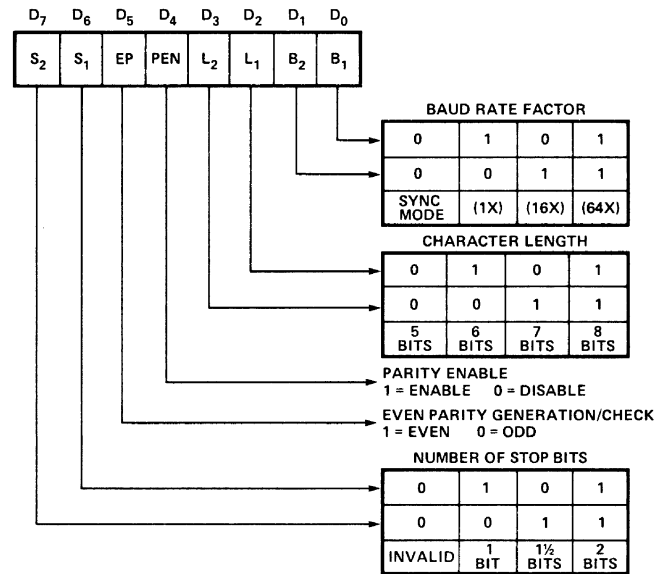 D7 D6 D5 D4 D3 D2 D1 D0
S2 S1 EP PEN L2 L1 B2 B1
BAUD RATE FACTOR
0 1 0 1
0 0 1 1
SYNC MODE (1X) (16X) (64X)
CHARACTER LENGTH
0 1 0 1
0 0 1 1
5 BITS 6 BITS 7 BITS 8 BITS
PARITY ENABLE
1 = ENABLE 0 = DISABLE
EVEN PARITY GENERATION/CHECK
1 = EVEN 0 = ODD
NUMBER OF STOP BITS
0 1 0 1
0 0 1 1
INVALID 1 BIT 1½ BITS 2 BITS